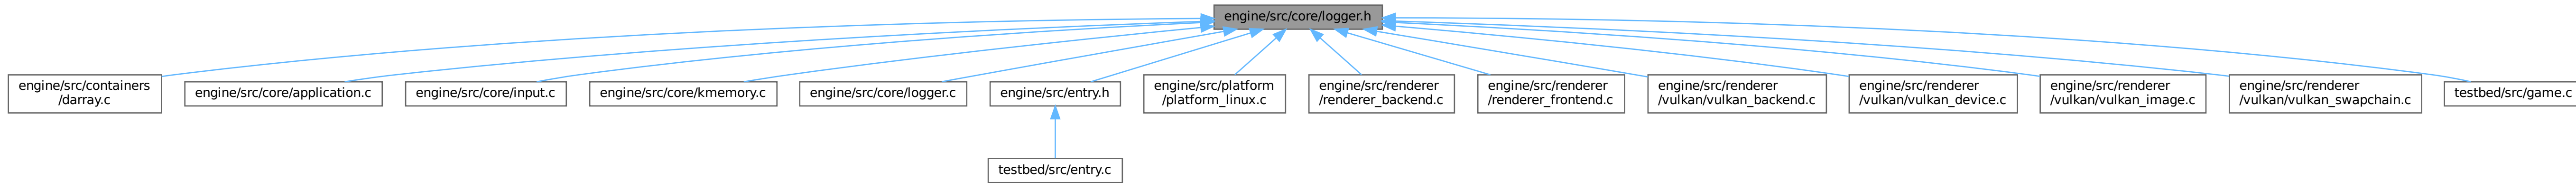 engine/src/core/logger.h
engine/src/containers
/darray.c
engine/src/core/application.c
engine/src/core/input.c
engine/src/core/kmemory.c
engine/src/core/logger.c
engine/src/entry.h
engine/src/platform
/platform_linux.c
engine/src/renderer
/renderer_backend.c
engine/src/renderer
/renderer_frontend.c
engine/src/renderer
/vulkan/vulkan_backend.c
engine/src/renderer
/vulkan/vulkan_device.c
engine/src/renderer
/vulkan/vulkan_image.c
engine/src/renderer
/vulkan/vulkan_swapchain.c
testbed/src/game.c
testbed/src/entry.c